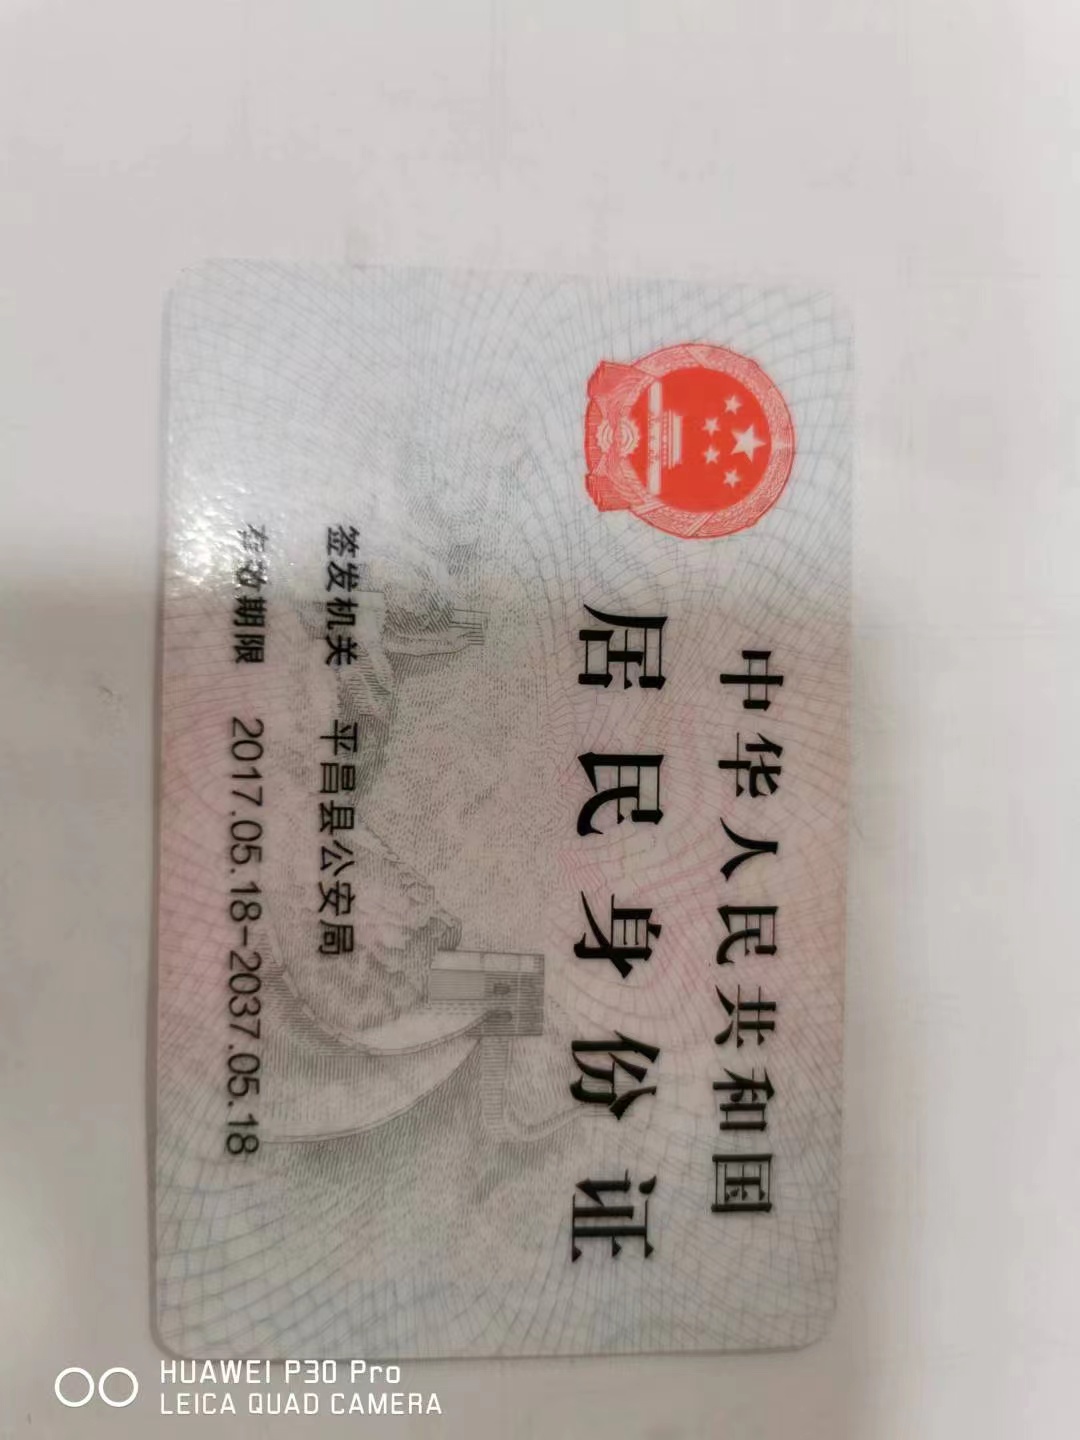 中华人民共和国
居民身份证
签发机关 平昌县公安局
有效期限 2017.05.18-2037.05.18
HUAWEI P30 Pro
LEICA QUAD CAMERA